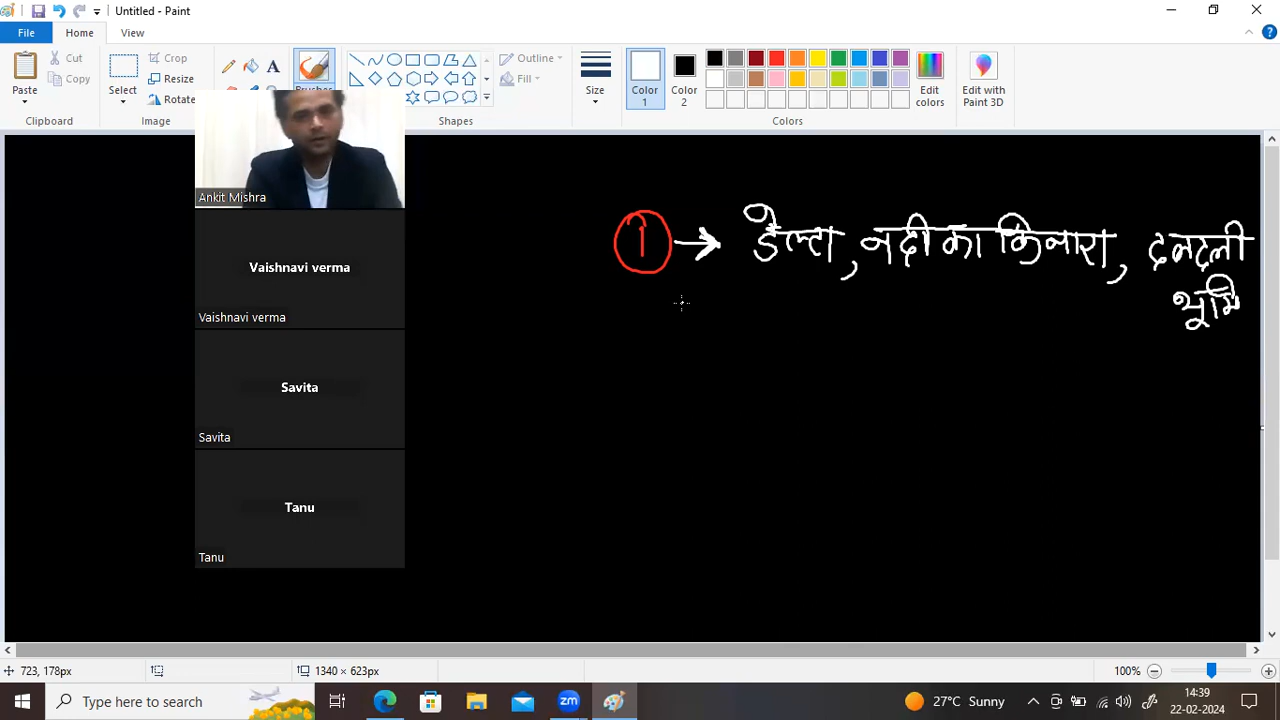 Untitled - Paint
File
Home
View
Paste
Cut
Copy
Clipboard
Select
Crop
Resize
Rotate
Image
Brushes
Shapes
Outline
Fill
Size
Color 1
Color 2
Colors
Edit colors
Edit with Paint 3D
Ankit Mishra
Vaishnavi verma
Vaishnavi verma
Savita
Savita
Tanu
Tanu
1 → डेल्टा, नदी का किनारा, दलदली
भूमि
723, 178px
1340 × 623px
100%
Type here to search
zm
27°C Sunny
14:39
22-02-2024